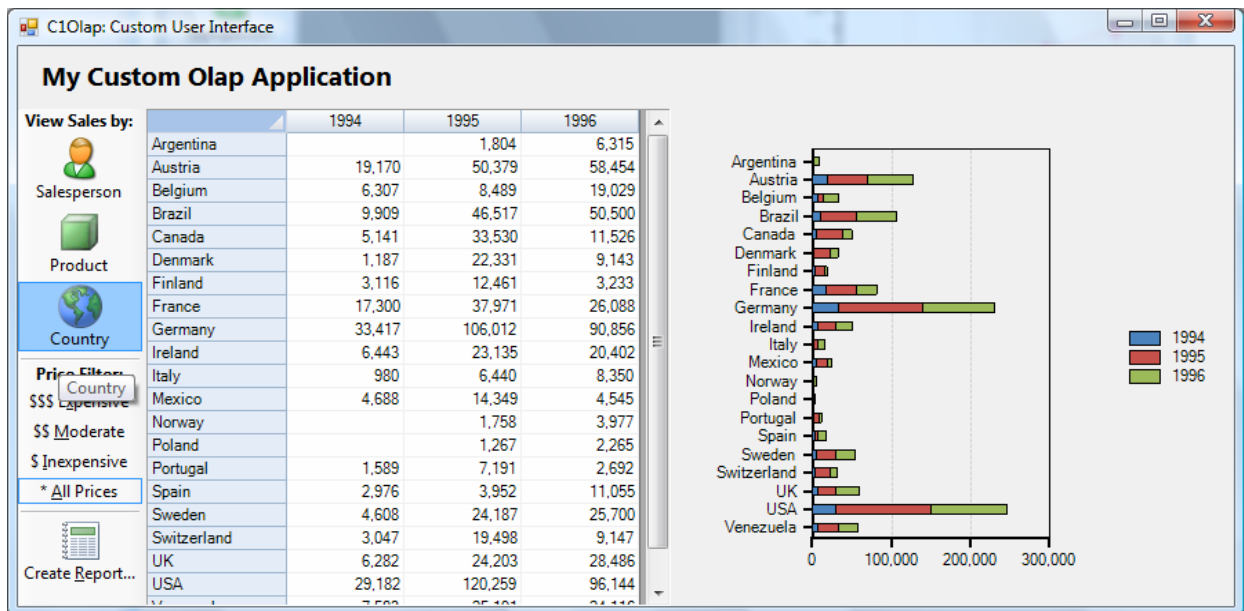 C1Olap: Custom User Interface
My Custom Olap Application
View Sales by:
Salesperson
Product
Country
Price Filter:
Country
$$$ Expensive
$$ Moderate
$ Inexpensive
* All Prices
Create Report...
1994 1995 1996
Argentina 1,804 6,315
Austria 19,170 50,379 58,454
Belgium 6,307 8,489 19,029
Brazil 9,909 46,517 50,500
Canada 5,141 33,530 11,526
Denmark 1,187 22,331 9,143
Finland 3,116 12,461 3,233
France 17,300 37,971 26,088
Germany 33,417 106,012 90,856
Ireland 6,443 23,135 20,402
Italy 980 6,440 8,350
Mexico 4,688 14,349 4,545
Norway 1,758 3,977
Poland 1,267 2,265
Portugal 1,589 7,191 2,692
Spain 2,976 3,952 11,055
Sweden 4,608 24,187 25,700
Switzerland 3,047 19,498 9,147
UK 6,282 24,203 28,486
USA 29,182 120,259 96,144
Argentina
Austria
Belgium
Brazil
Canada
Denmark
Finland
France
Germany
Ireland
Italy
Mexico
Norway
Poland
Portugal
Spain
Sweden
Switzerland
UK
USA
Venezuela
0 100,000 200,000 300,000
1994
1995
1996